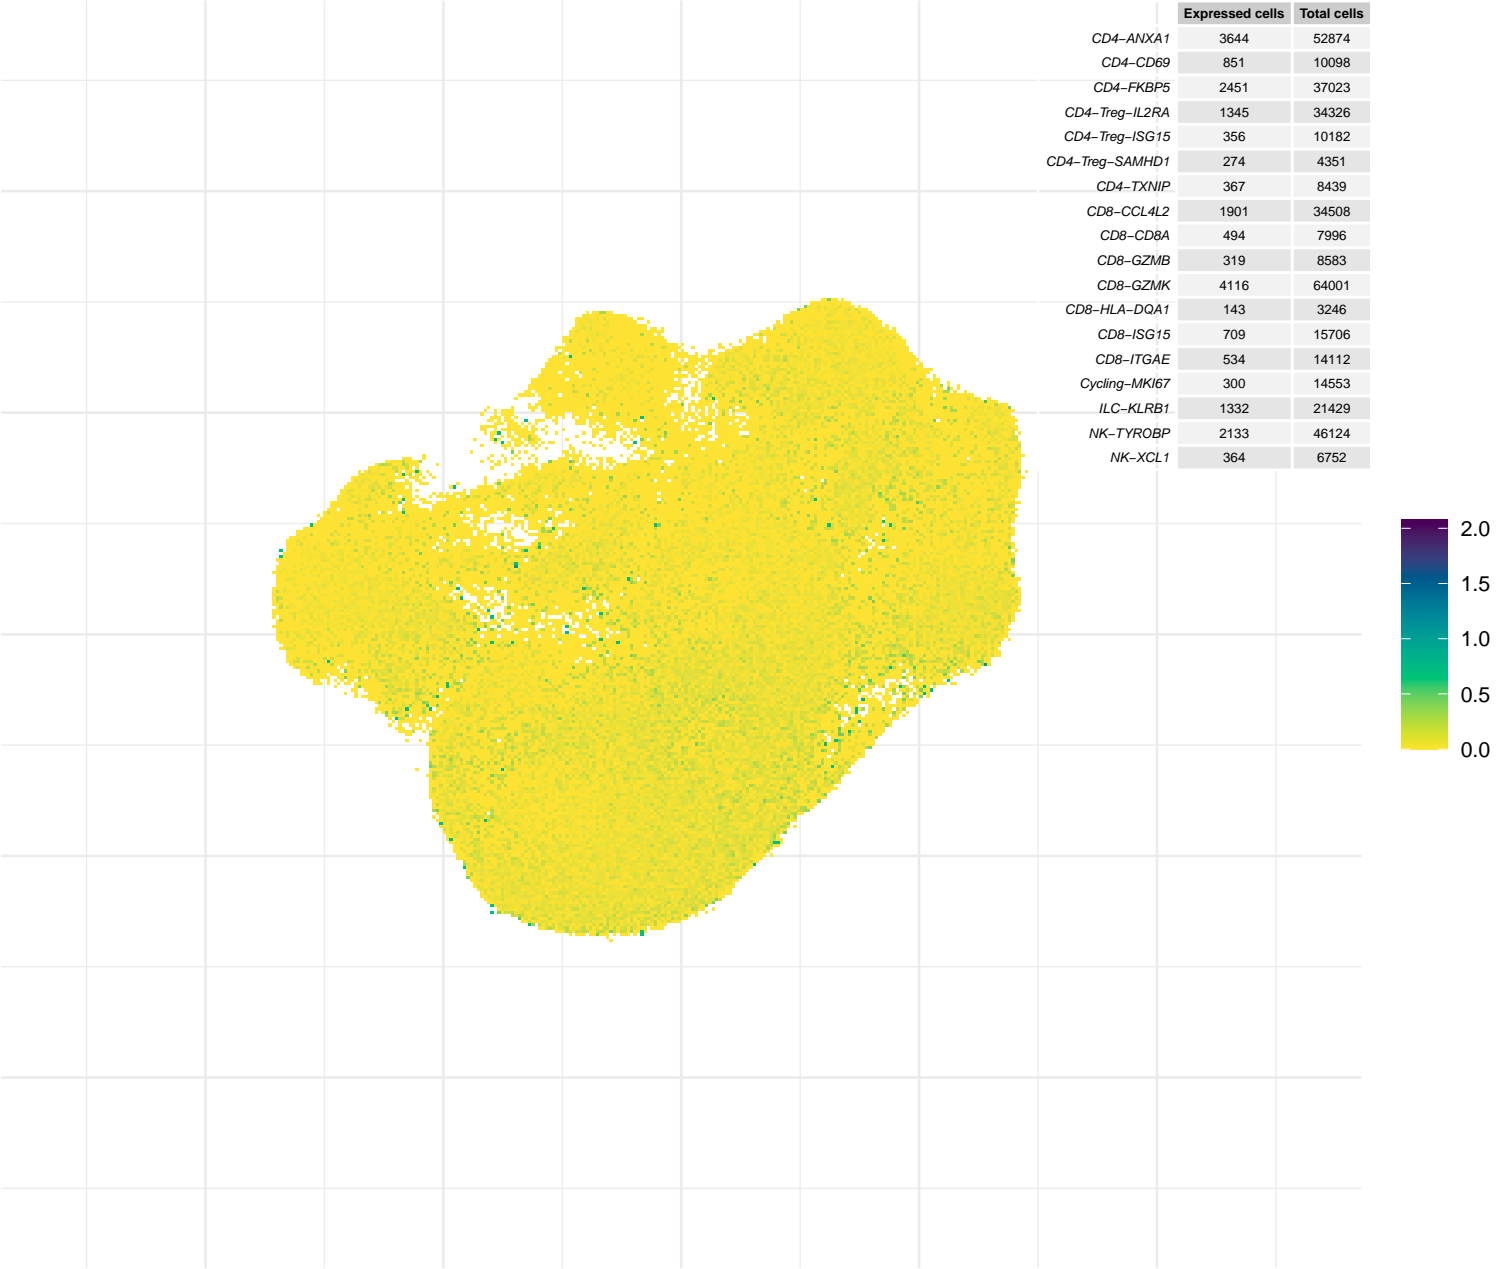 Expressed cells Total cells
CD4−ANXA1 3644 52874
CD4−CD69 851 10098
CD4−FKBP5 2451 37023
CD4−Treg−IL2RA 1345 34326
CD4−Treg−ISG15 356 10182
CD4−Treg−SAMHD1 274 4351
CD4−TXNIP 367 8439
CD8−CCL4L2 1901 34508
CD8−CD8A 494 7996
CD8−GZMB 319 8583
CD8−GZMK 4116 64001
CD8−HLA−DQA1 143 3246
CD8−ISG15 709 15706
CD8−ITGAE 534 14112
Cycling−MKI67 300 14553
ILC−KLRB1 1332 21429
NK−TYROBP 2133 46124
NK−XCL1 364 6752
2.0
1.5
1.0
0.5
0.0